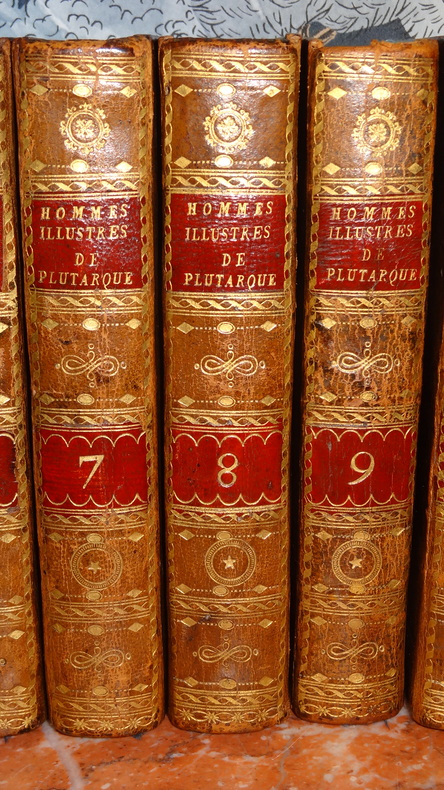 HOMMES
ILLUSTRES
DE
PLUTARQUE
7
HOMMES
ILLUSTRES
DE
PLUTARQUE
8
HOMMES
ILLUSTRES
DE
PLUTARQUE
9